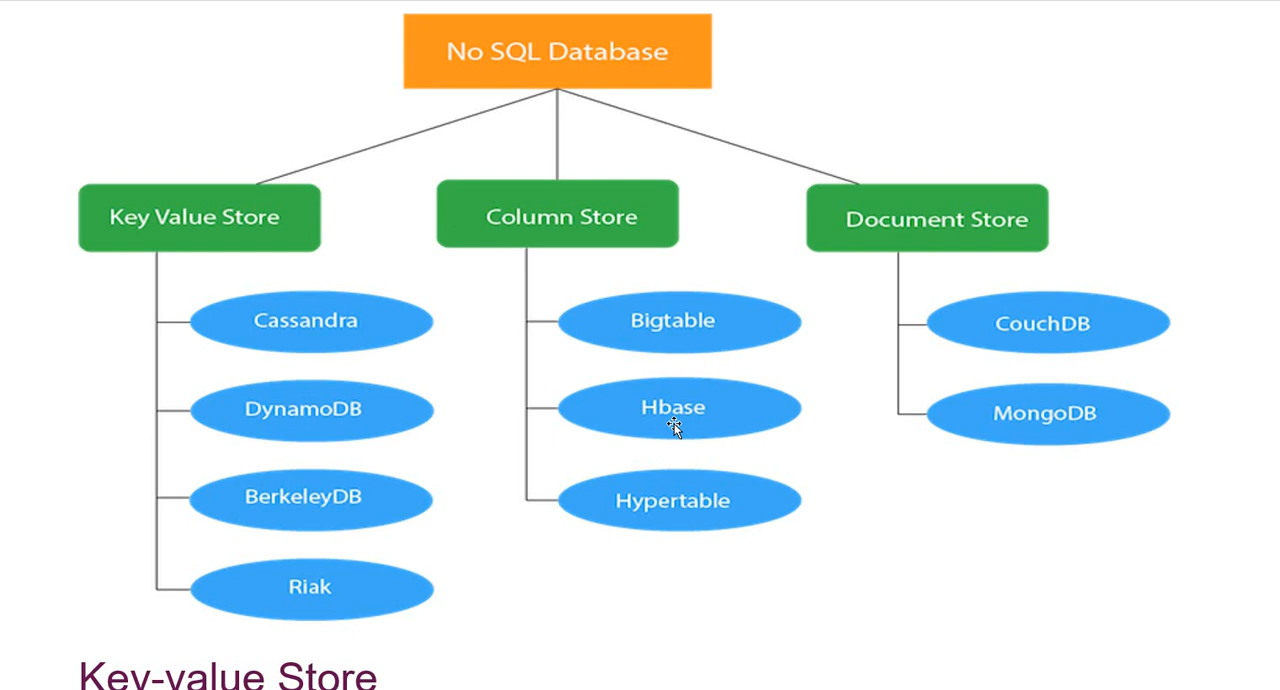 No SQL Database
Key Value Store
Column Store
Document Store
Cassandra
DynamoDB
BerkeleyDB
Riak
Bigtable
Hbase
Hypertable
CouchDB
MongoDB
Key-value Store